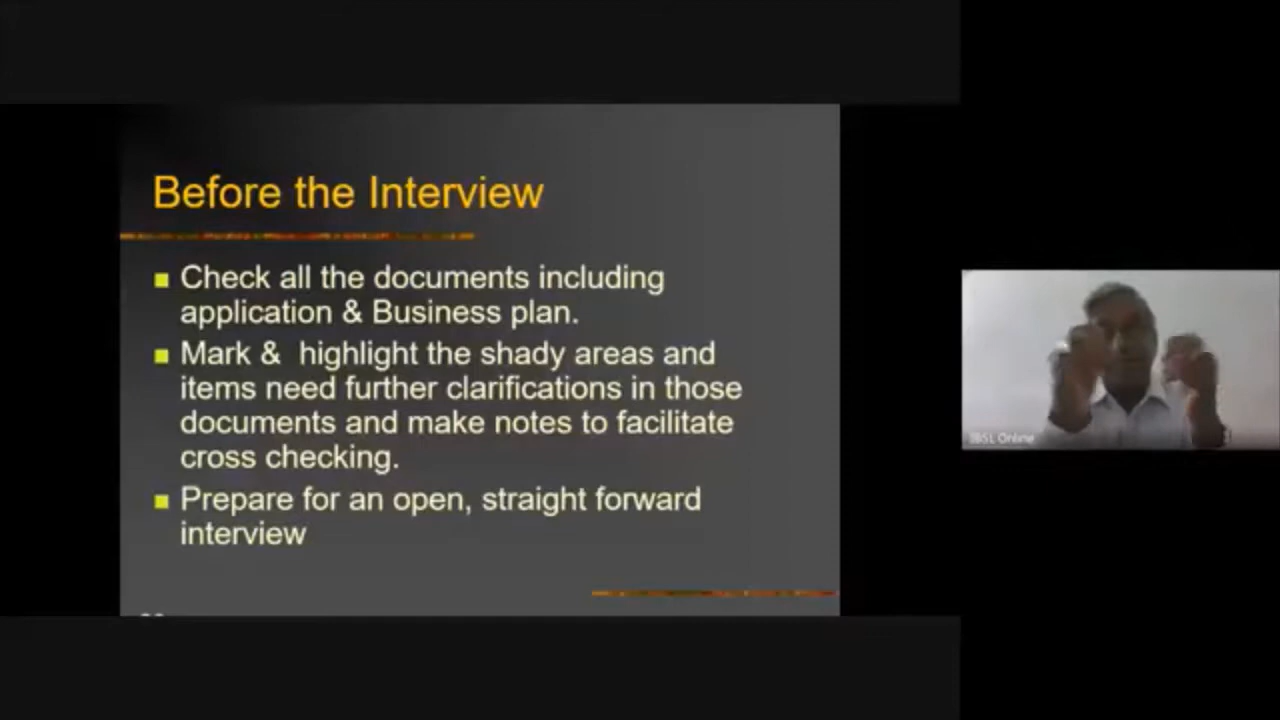 Before the Interview
Check all the documents including
application & Business plan.
Mark &  highlight the shady areas and
items need further clarifications in those
documents and make notes to facilitate
cross checking.
Prepare for an open, straight forward
interview
IBSL Online